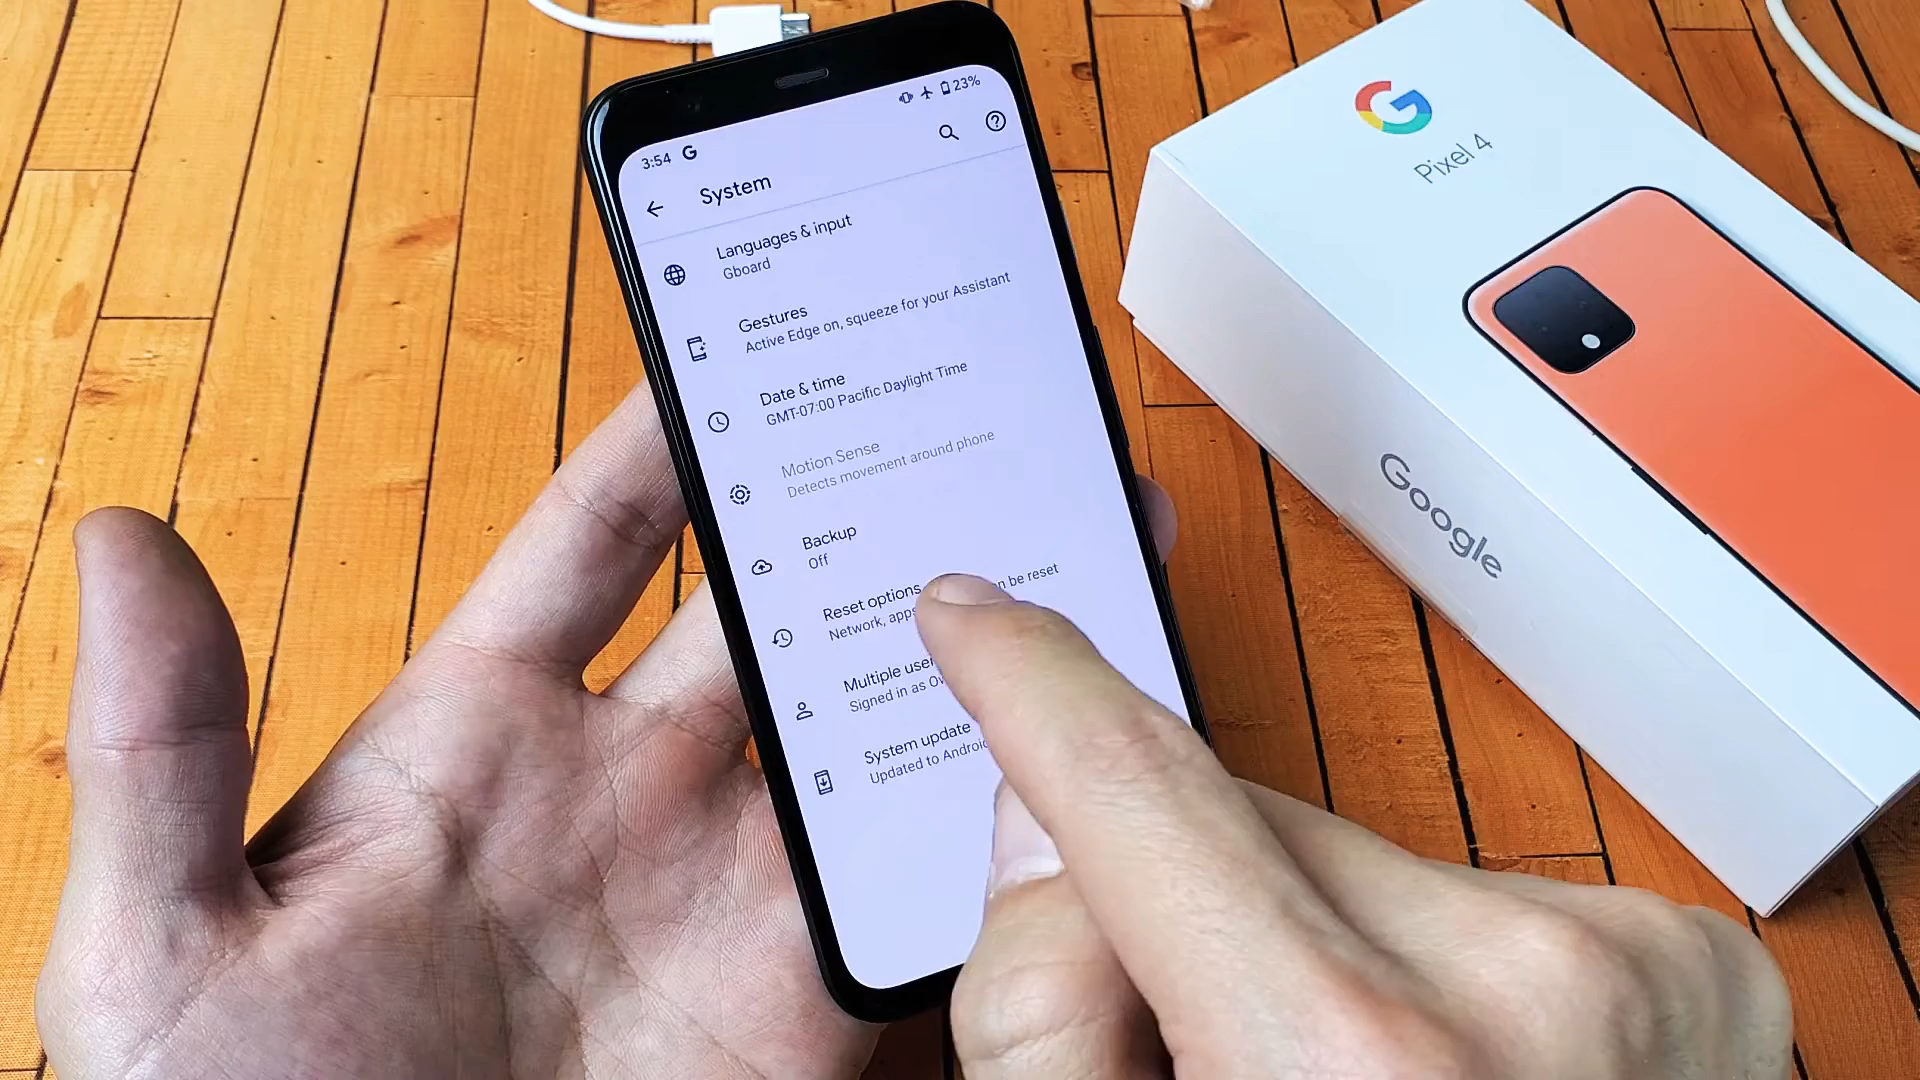 3:54 G 23%
System
Languages & input
Gboard
Gestures
Active Edge on, squeeze for your Assistant
Date & time
GMT-07:00 Pacific Daylight Time
Motion Sense
Detects movement around phone
Backup
Off
Reset options
Network, apps be reset
Multiple
Signed in as
System update
Updated to
G
Pixel 4
Google